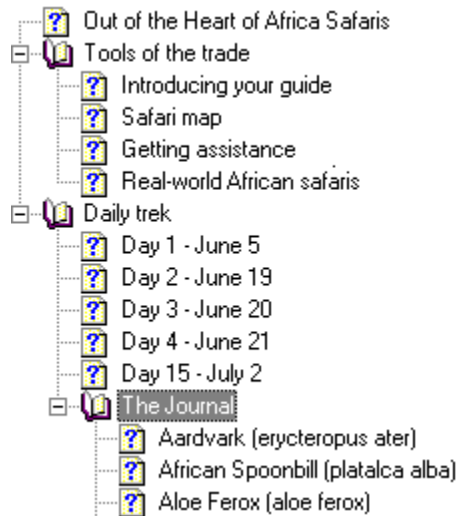 Out of the Heart of Africa Safaris
Tools of the trade
Introducing your guide
Safari map
Getting assistance
Real-world African safaris
Daily trek
Day 1 - June 5
Day 2 - June 19
Day 3 - June 20
Day 4 - June 21
Day 15 - July 2
The Journal
Aardvark (erycteropus ater)
African Spoonbill (platalca alba)
Aloe Ferox (aloe ferox)